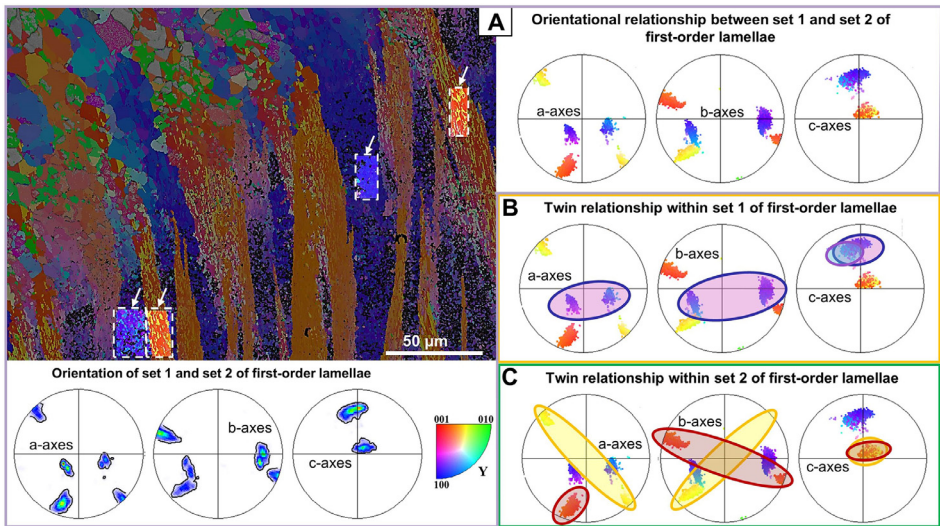 A
Orientational relationship between set 1 and set 2 of
first-order lamellae
a-axes
b-axes
c-axes
50 µm
B
Twin relationship within set 1 of first-order lamellae
a-axes
b-axes
c-axes
Orientation of set 1 and set 2 of first-order lamellae
a-axes
b-axes
c-axes
001
010
Y
100
C
Twin relationship within set 2 of first-order lamellae
a-axes
b-axes
c-axes